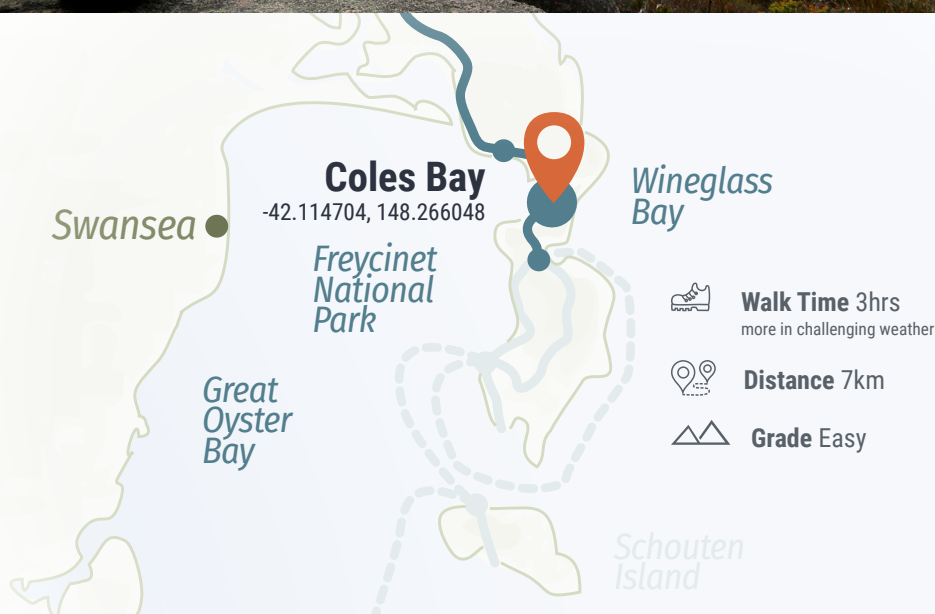 Coles Bay
-42.114704, 148.266048
Wineglass
Bay
Swansea
Freycinet
National
Park
Walk Time 3hrs
more in challenging weather
Distance 7km
Great
Oyster
Bay
Grade Easy
Schouten
Island